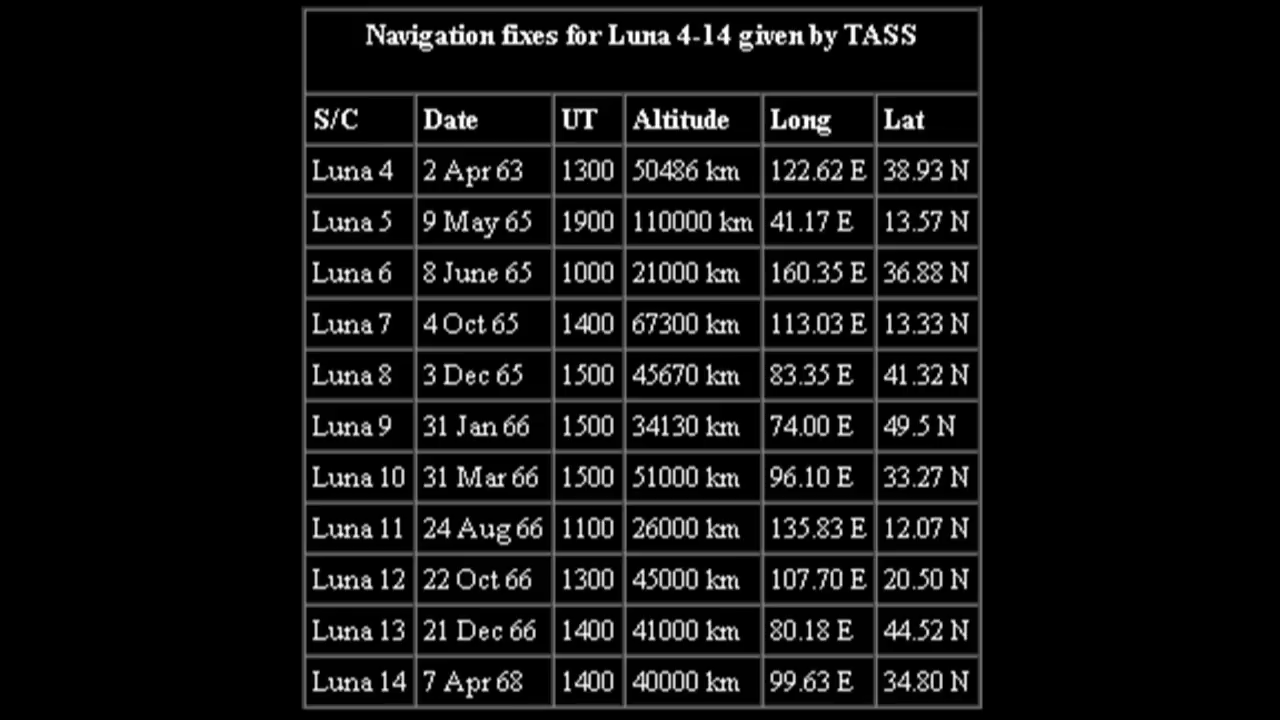 Navigation fixes for Luna 4-14 given by TASS
S/C Date UT Altitude Long Lat
Luna 4 2 Apr 63 1300 50486 km 122.62 E 38.93 N
Luna 5 9 May 65 1900 110000 km 41.17 E 13.57 N
Luna 6 8 June 65 1000 21000 km 160.35 E 36.88 N
Luna 7 4 Oct 65 1400 67300 km 113.03 E 13.33 N
Luna 8 3 Dec 65 1500 45670 km 83.35 E 41.32 N
Luna 9 31 Jan 66 1500 34130 km 74.00 E 49.5 N
Luna 10 31 Mar 66 1500 51000 km 96.10 E 33.27 N
Luna 11 24 Aug 66 1100 26000 km 135.83 E 12.07 N
Luna 12 22 Oct 66 1300 45000 km 107.70 E 20.50 N
Luna 13 21 Dec 66 1400 41000 km 80.18 E 44.52 N
Luna 14 7 Apr 68 1400 40000 km 99.63 E 34.80 N